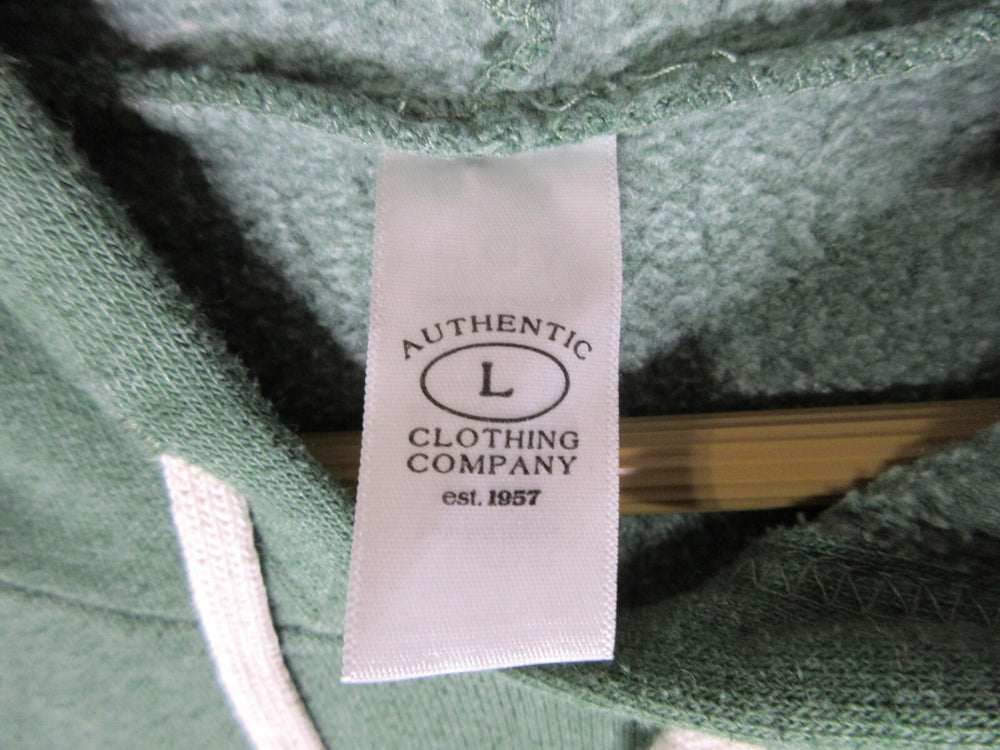 AUTHENTIC
L
CLOTHING
COMPANY
est. 1957